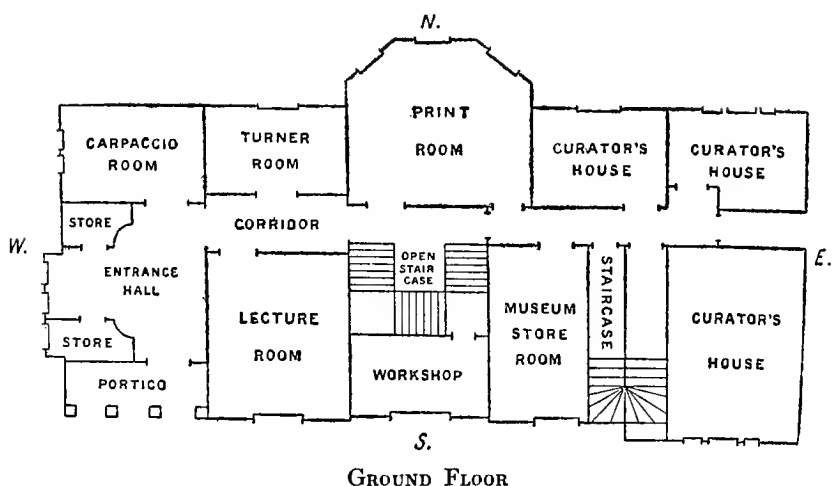 N.
CARPACCIO
ROOM
TURNER
ROOM
PRINT
ROOM
CURATOR'S
HOUSE
CURATOR'S
HOUSE
STORE
CORRIDOR
W.
ENTRANCE
HALL
OPEN
STAIR
CASE
STAIRCASE
E.
LECTURE
ROOM
MUSEUM
STORE
ROOM
CURATOR'S
HOUSE
STORE
PORTICO
WORKSHOP
S.
GROUND FLOOR